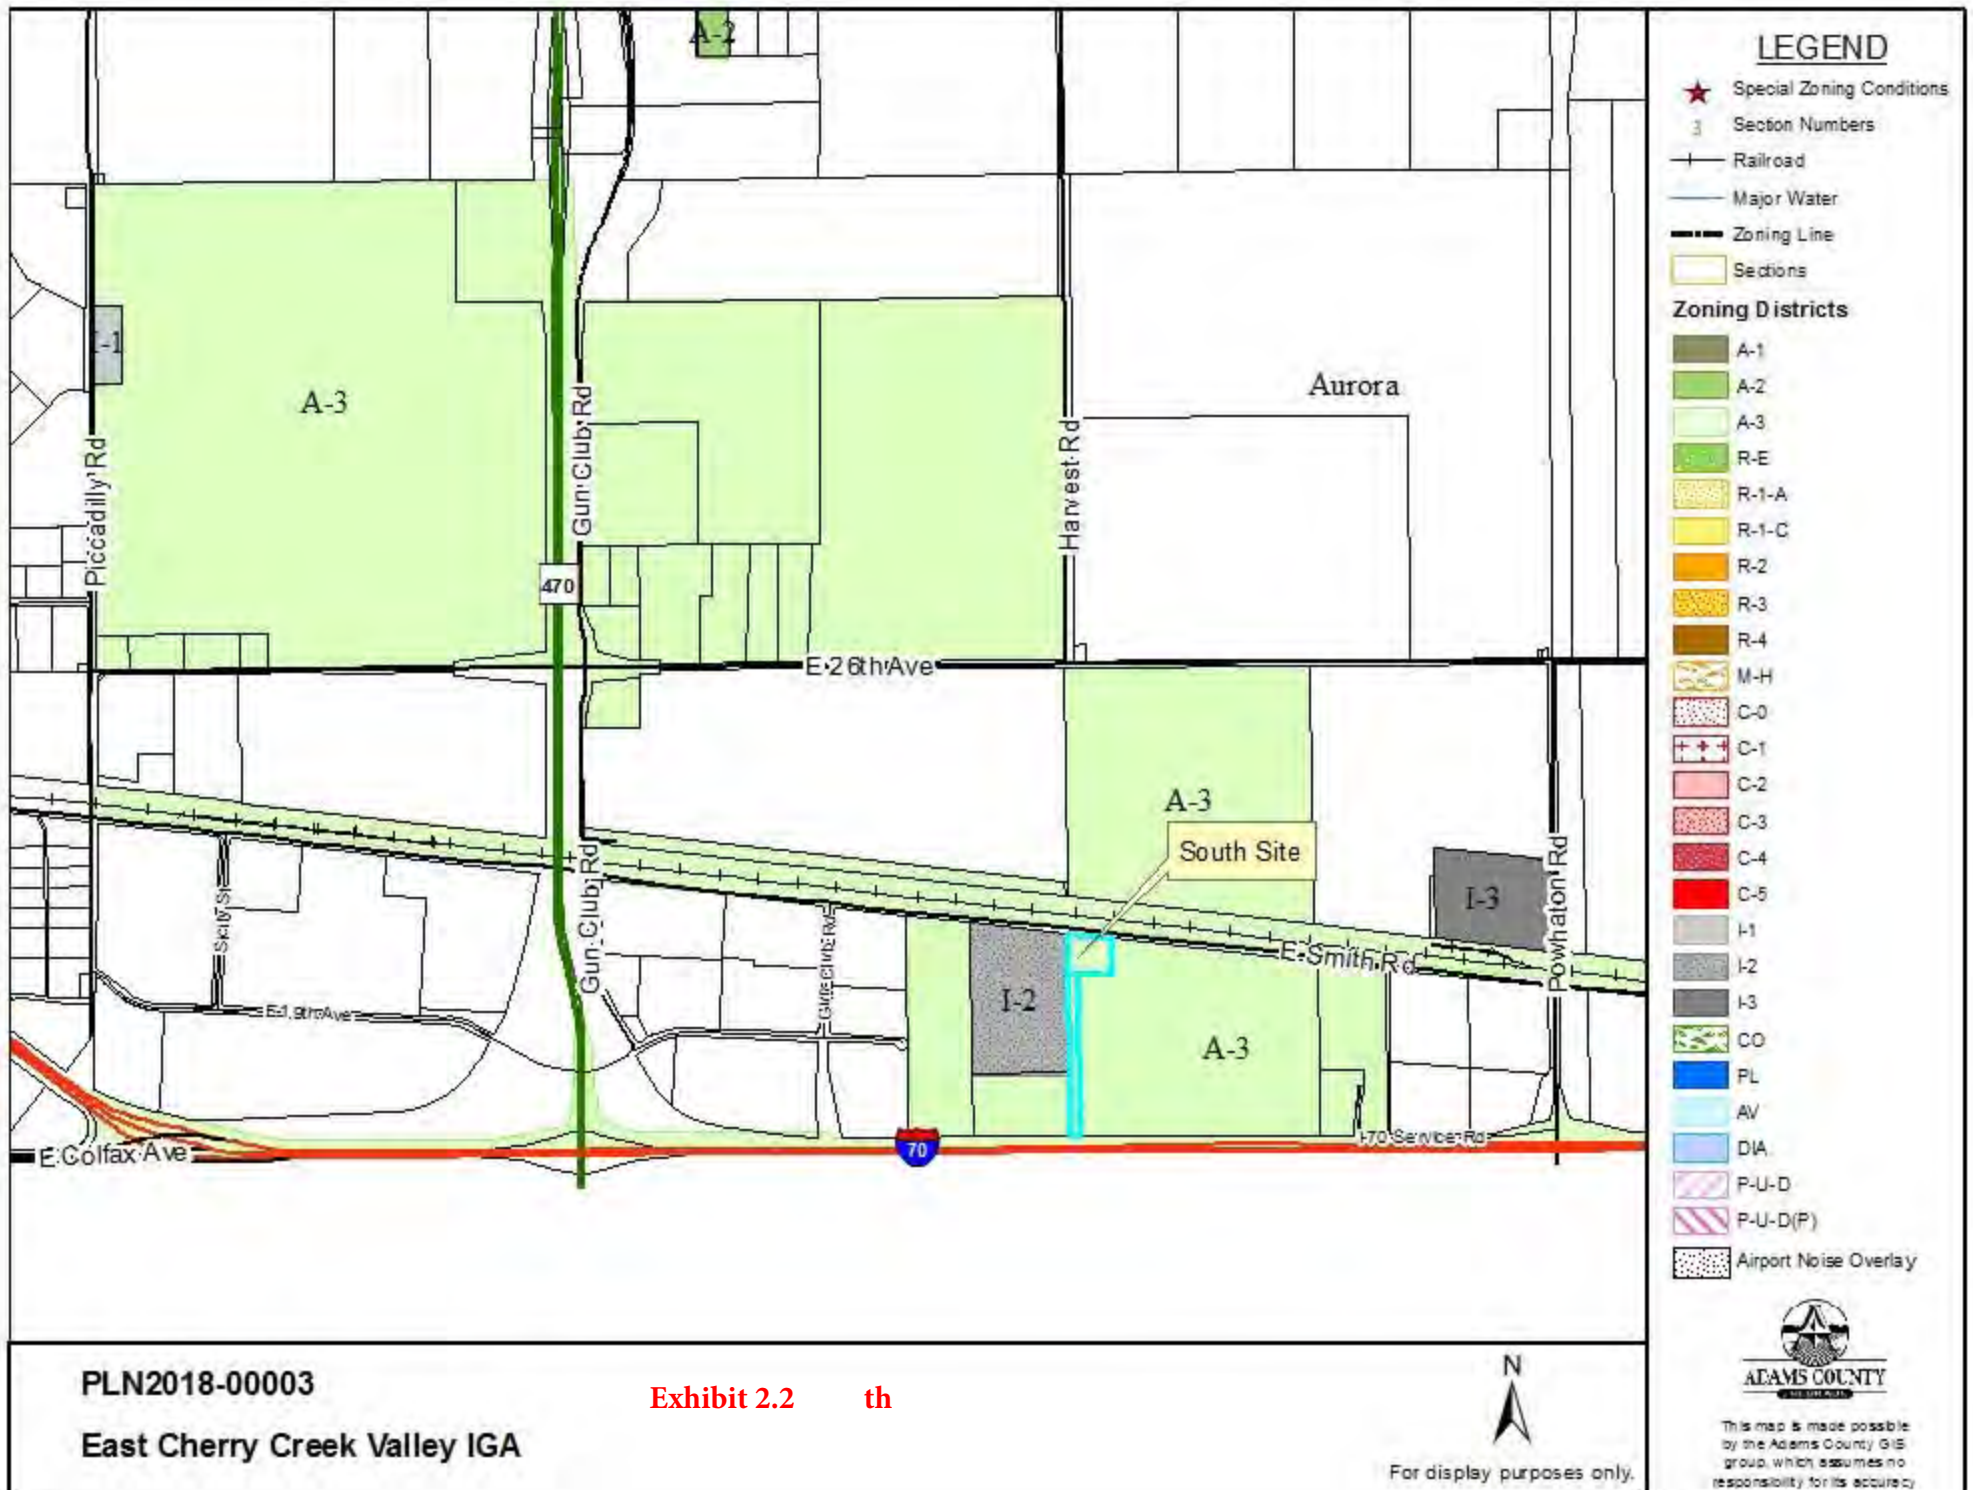 A-2
I-1
A-3
Piccadilly Rd
Gun Club Rd
470
Harvest Rd
Aurora
E 26th Ave
A-3
South Site
I-3
Powhaton Rd
Gun Club Rd
E Smith Rd
I-2
A-3
E 19th Ave
I-70 Service Rd
70
E Colfax Ave
LEGEND
Special Zoning Conditions
3 Section Numbers
Railroad
Major Water
Zoning Line
Sections
Zoning Districts
A-1
A-2
A-3
R-E
R-1-A
R-1-C
R-2
R-3
R-4
M-H
C-0
C-1
C-2
C-3
C-4
C-5
I-1
I-2
I-3
CO
PL
AV
DIA
P-U-D
P-U-D(P)
Airport Noise Overlay
ADAMS COUNTY
This map is made possible
by the Adams County GIS
group, which assumes no
responsibility for its accuracy
PLN2018-00003
East Cherry Creek Valley IGA
Exhibit 2.2 th
N
For display purposes only.